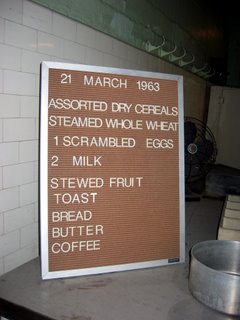 21 MARCH 1963
ASSORTED DRY CEREALS
STEAMED WHOLE WHEAT
1 SCRAMBLED EGGS
2 MILK
STEWED FRUIT
TOAST
BREAD
BUTTER
COFFEE